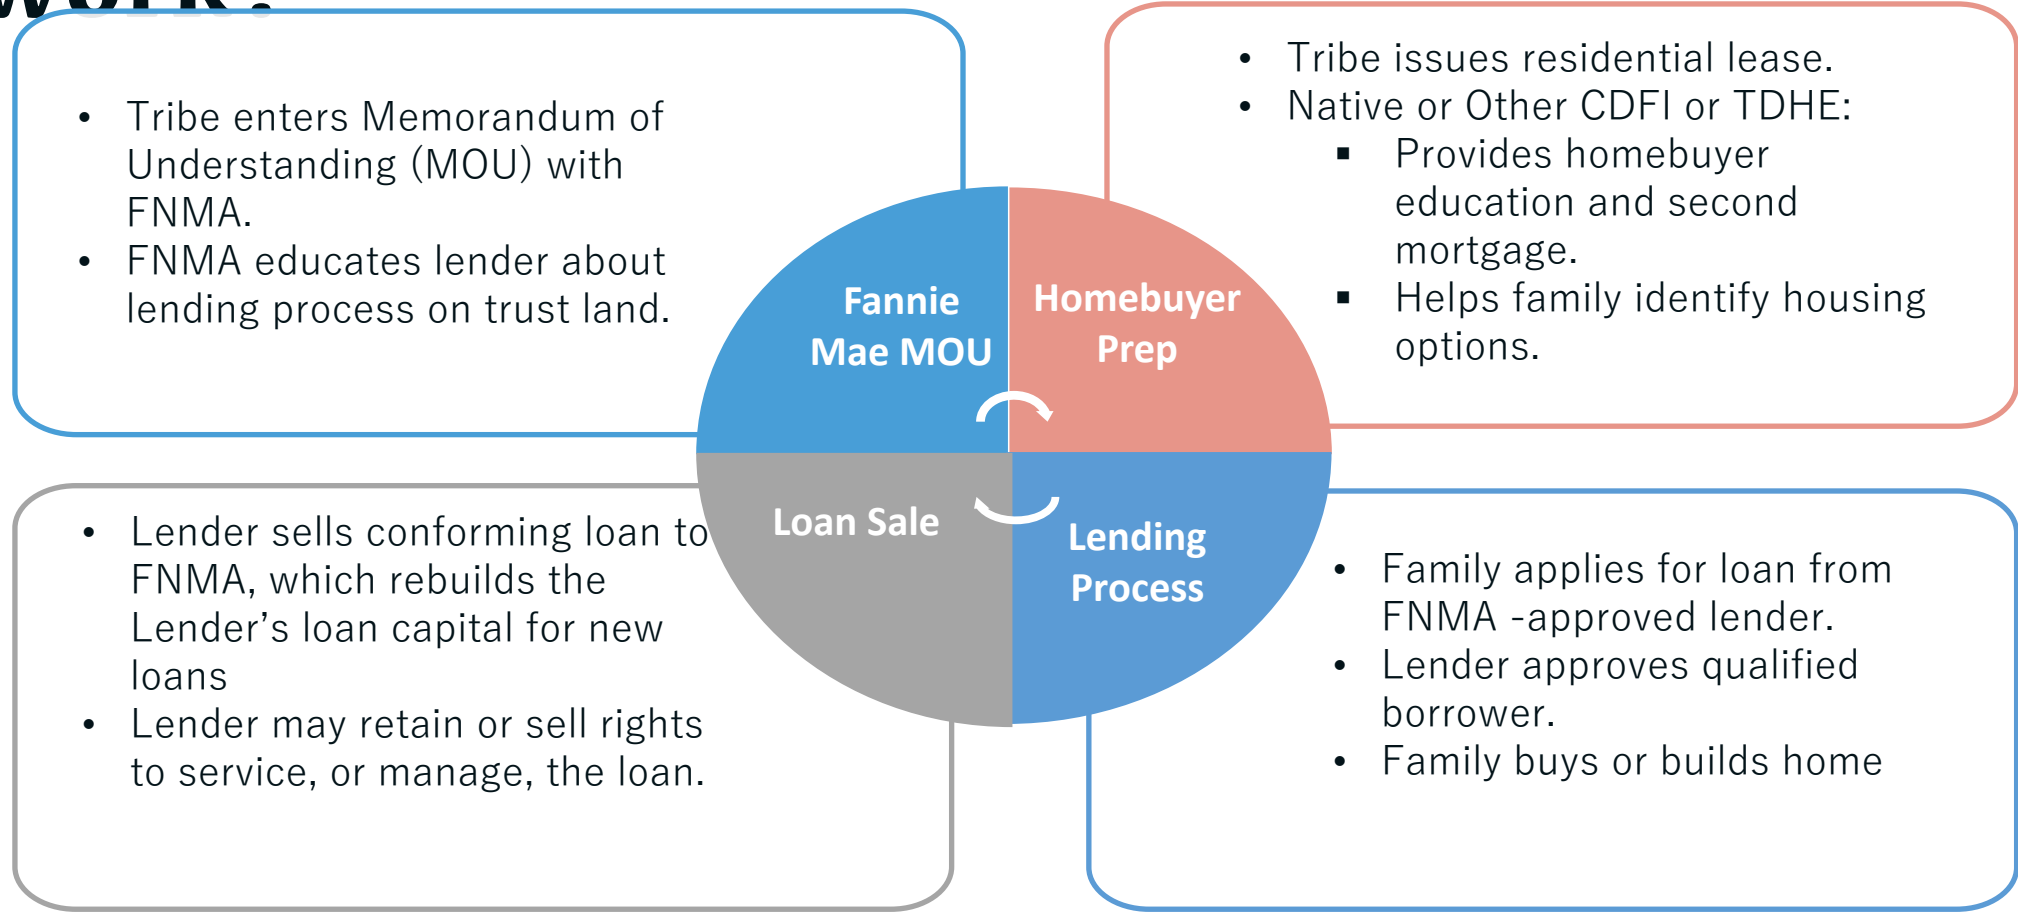 work?
• Tribe enters Memorandum of
Understanding (MOU) with
FNMA.
• FNMA educates lender about
lending process on trust land.
• Tribe issues residential lease.
• Native or Other CDFI or TDHE:
▪ Provides homebuyer
education and second
mortgage.
▪ Helps family identify housing
options.
Fannie
Mae MOU
Homebuyer
Prep
Loan Sale
Lending
Process
• Lender sells conforming loan to
FNMA, which rebuilds the
Lender’s loan capital for new
loans
• Lender may retain or sell rights
to service, or manage, the loan.
• Family applies for loan from
FNMA -approved lender.
• Lender approves qualified
borrower.
• Family buys or builds home